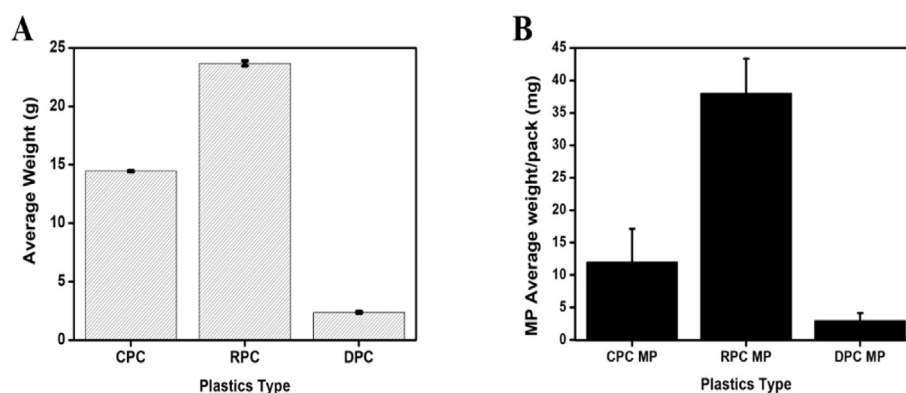 A
Average Weight (g)
25
20
15
10
5
0
CPC RPC DPC
Plastics Type
B
MP Average weight/pack (mg)
45
40
35
30
25
20
15
10
5
0
CPC MP RPC MP DPC MP
Plastics Type